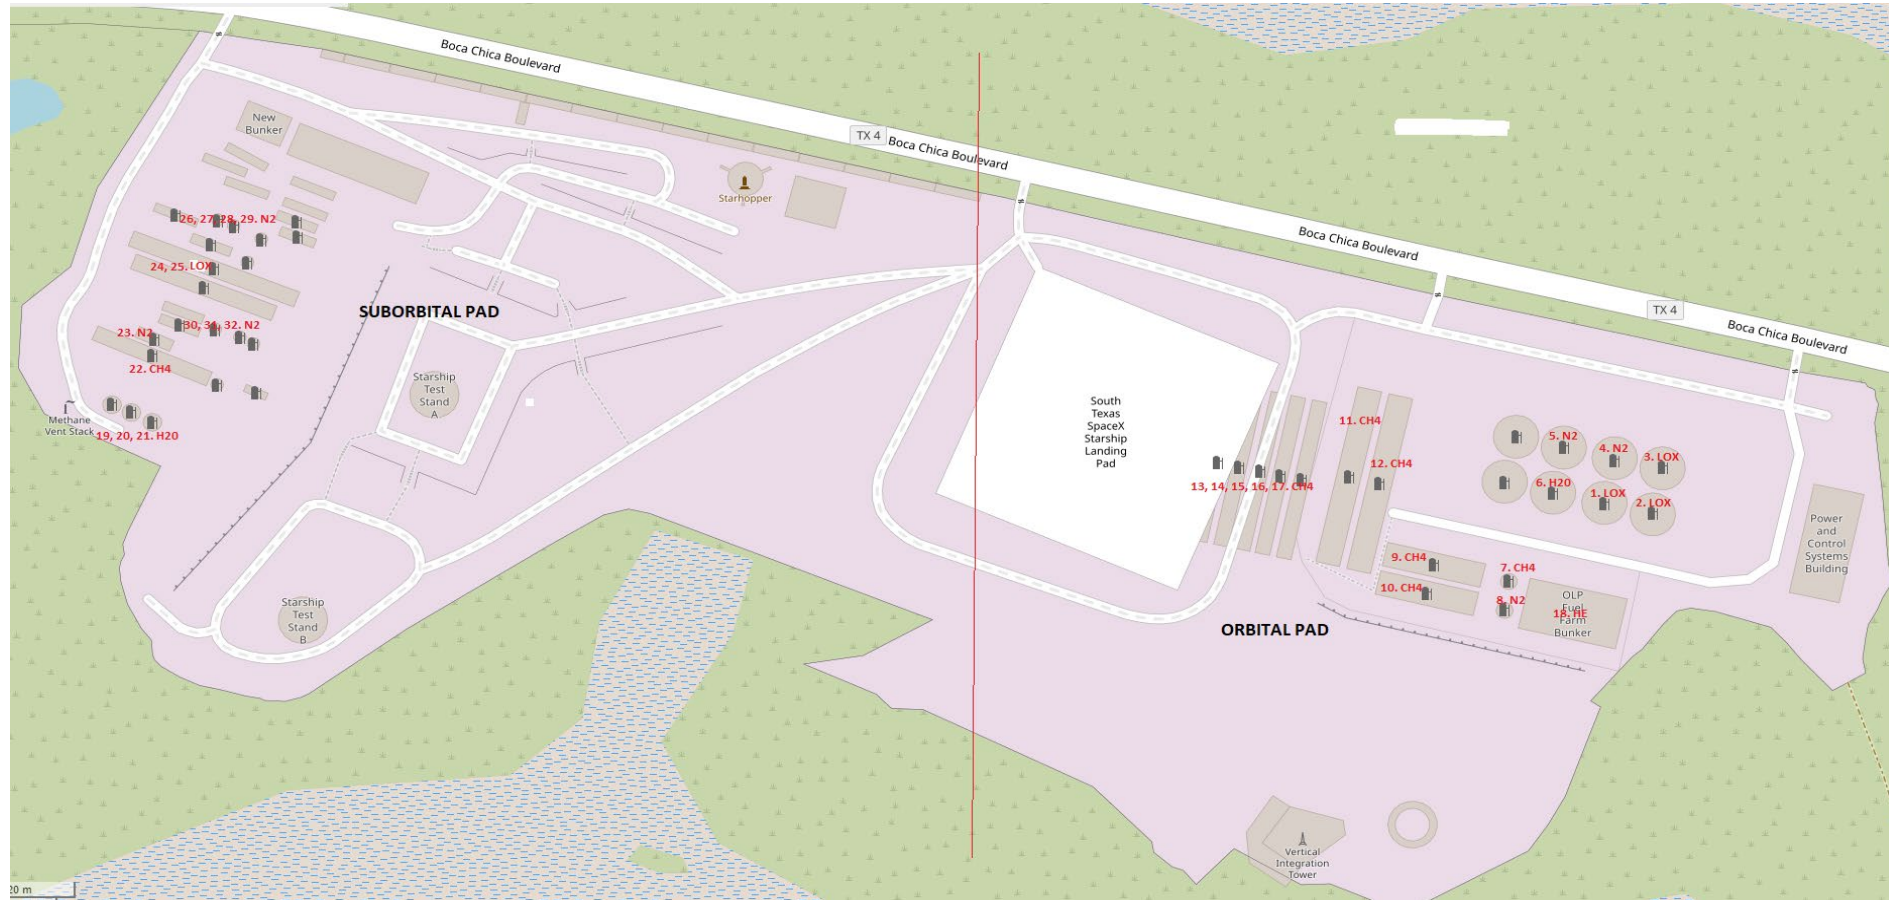 Boca Chica Boulevard
TX 4
Boca Chica Boulevard
Boca Chica Boulevard
TX 4
Boca Chica Boulevard
New
Bunker
Starhopper
26, 27, 28, 29. N2
24, 25. LOX
SUBORBITAL PAD
23. N2
30, 31, 32. N2
22. CH4
Methane
Vent Stack
19, 20, 21. H20
Starship
Test
Stand
A
Starship
Test
Stand
B
South
Texas
SpaceX
Starship
Landing
Pad
11. CH4
12. CH4
13, 14, 15, 16, 17. CH4
5. N2
4. N2
3. LOX
6. H20
1. LOX
2. LOX
9. CH4
10. CH4
7. CH4
8. N2
OLP
Fuel
Farm
Bunker
18. HE
Power
and
Control
Systems
Building
ORBITAL PAD
Vertical
Integration
Tower
20 m